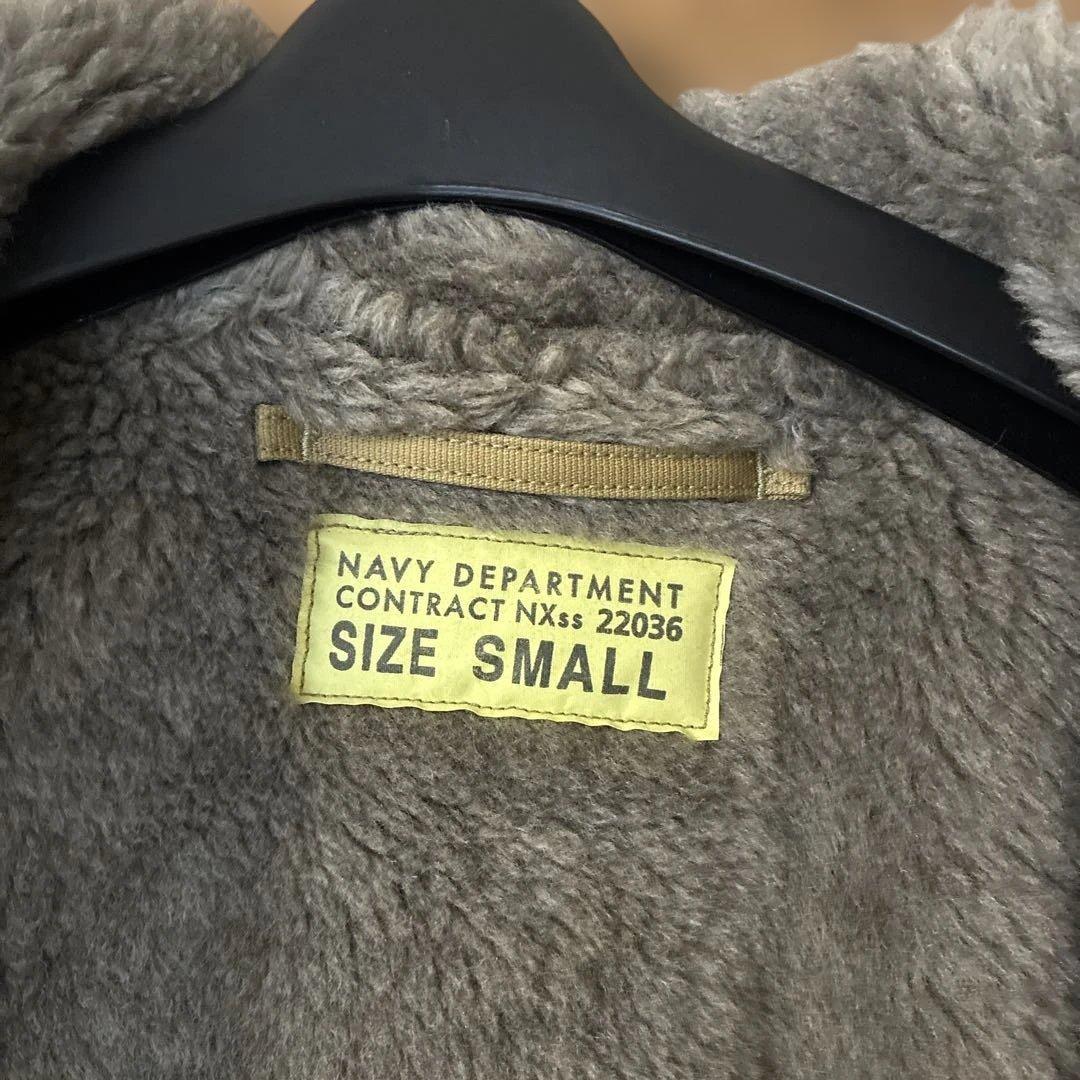 NAVY DEPARTMENT
CONTRACT NXss 22036
SIZE SMALL